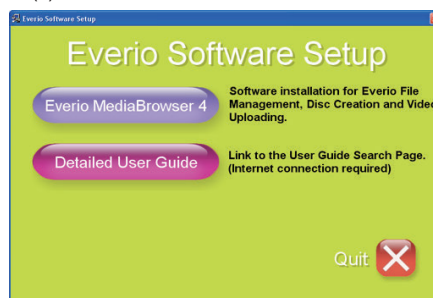 Everio Software Setup
Everio Software Setup
Everio MediaBrowser 4
Software installation for Everio File
Management, Disc Creation and Video
Uploading.
Detailed User Guide
Link to the User Guide Search Page.
(Internet connection required)
Quit